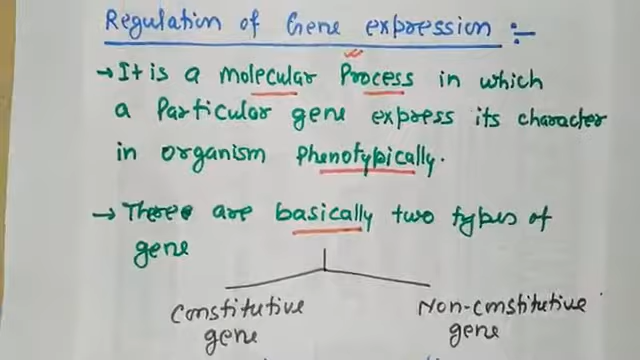 Regulation of Gene expression :-
→ It is a molecular Process in which
a Particular gene express its character
in organism Phenotypically.
→ There are basically two types of
gene
Constitutive Non-constitutive
gene gene